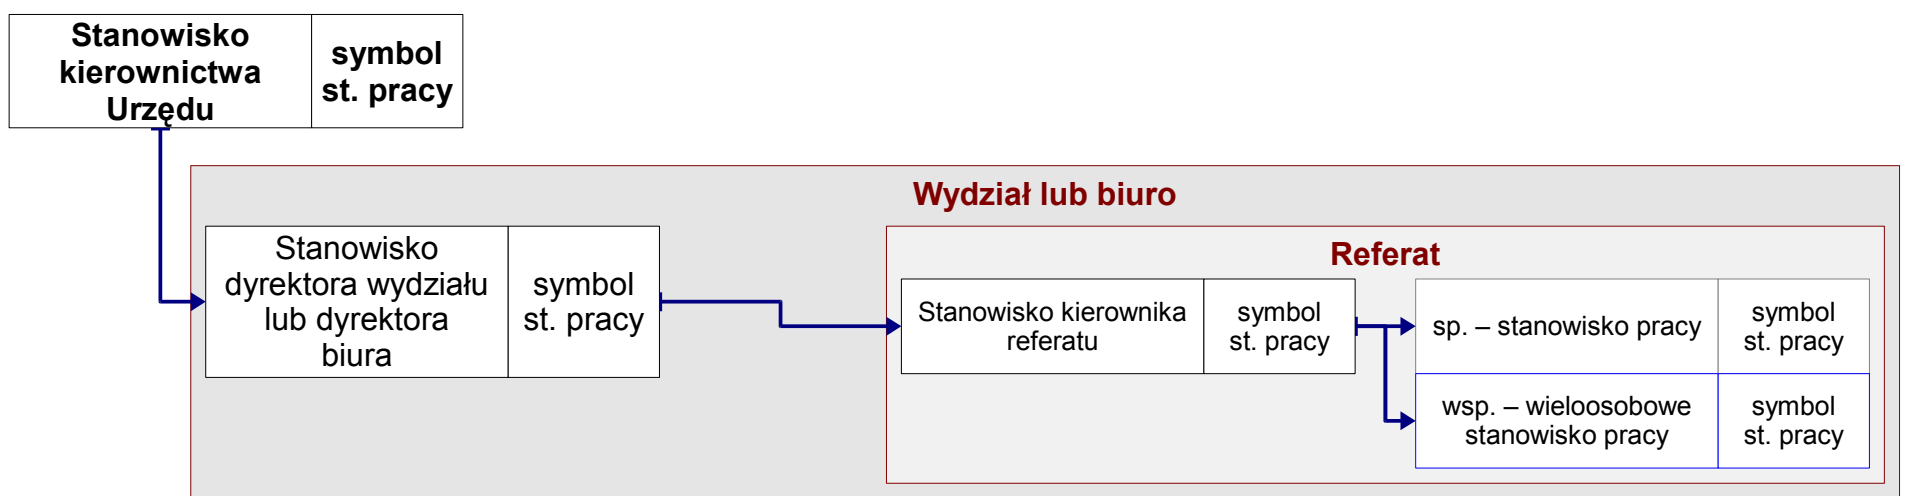 Stanowisko
kierownictwa
Urzędu
symbol
st. pracy
Wydział lub biuro
Stanowisko
dyrektora wydziału
lub dyrektora
biura
symbol
st. pracy
Referat
Stanowisko kierownika
referatu
symbol
st. pracy
sp. – stanowisko pracy
symbol
st. pracy
wsp. – wieloosobowe
stanowisko pracy
symbol
st. pracy